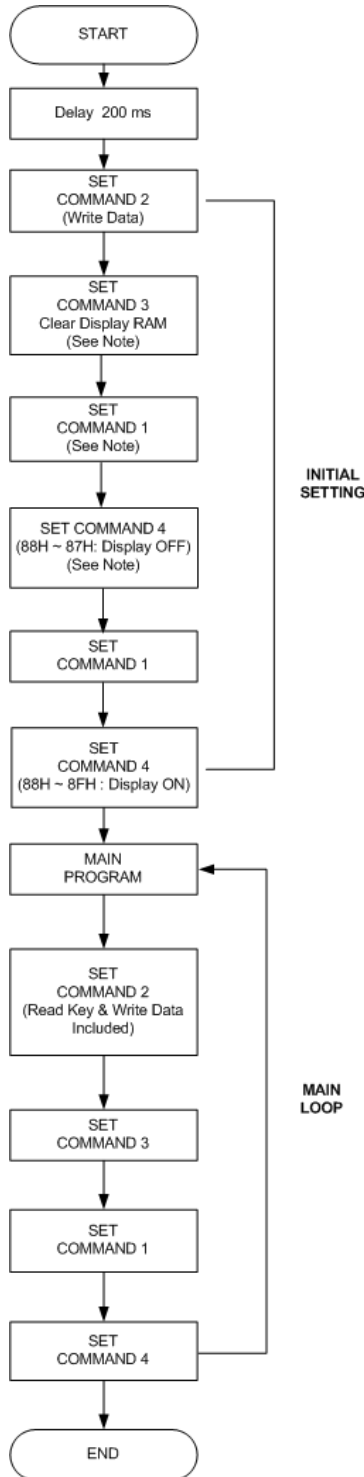 START
Delay 200 ms
SET
COMMAND 2
(Write Data)
SET
COMMAND 3
Clear Display RAM
(See Note)
SET
COMMAND 1
(See Note)
INITIAL
SETTING
SET COMMAND 4
(88H ~ 87H: Display OFF)
(See Note)
SET
COMMAND 1
SET
COMMAND 4
(88H ~ 8FH : Display ON)
MAIN
PROGRAM
SET
COMMAND 2
(Read Key & Write Data
Included)
MAIN
LOOP
SET
COMMAND 3
SET
COMMAND 1
SET
COMMAND 4
END